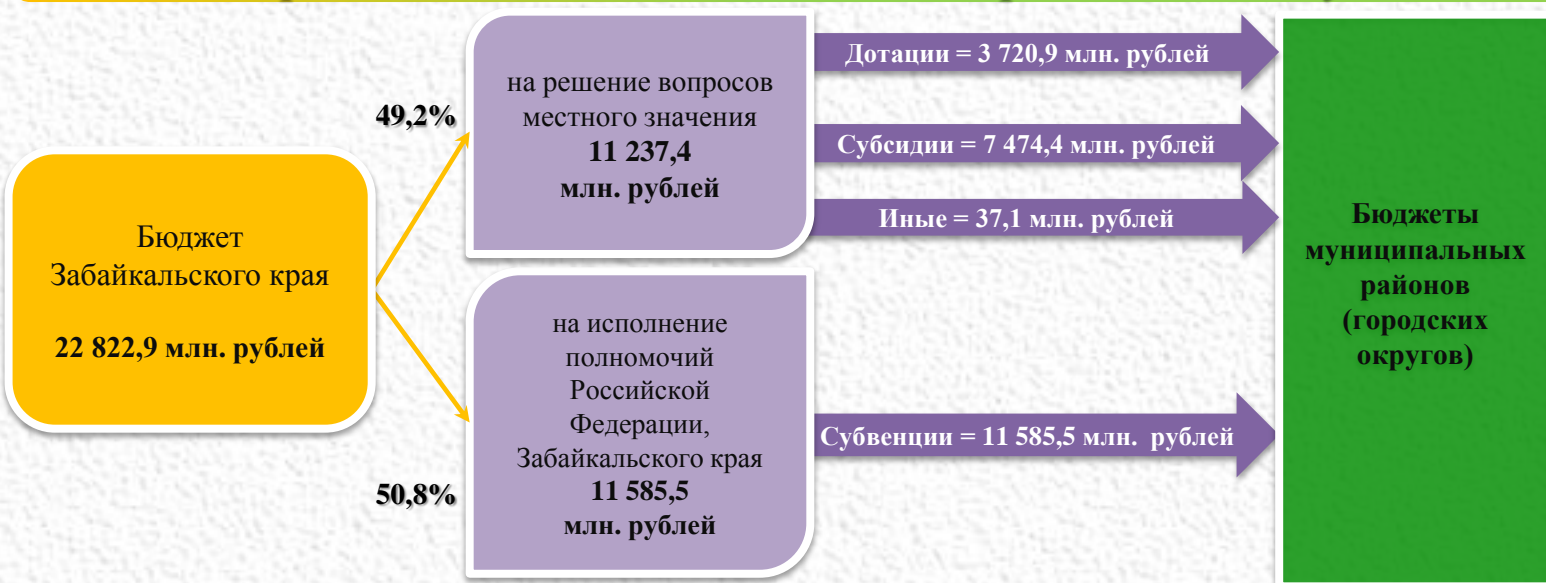 49,2%
Бюджет
Забайкальского края
22 822,9 млн. рублей
50,8%
на решение вопросов
местного значения
11 237,4
млн. рублей
на исполнение
полномочий
Российской
Федерации,
Забайкальского края
11 585,5
млн. рублей
Дотации = 3 720,9 млн. рублей
Субсидии = 7 474,4 млн. рублей
Иные = 37,1 млн. рублей
Субвенции = 11 585,5 млн. рублей
Бюджеты
муниципальных
районов
(городских
округов)